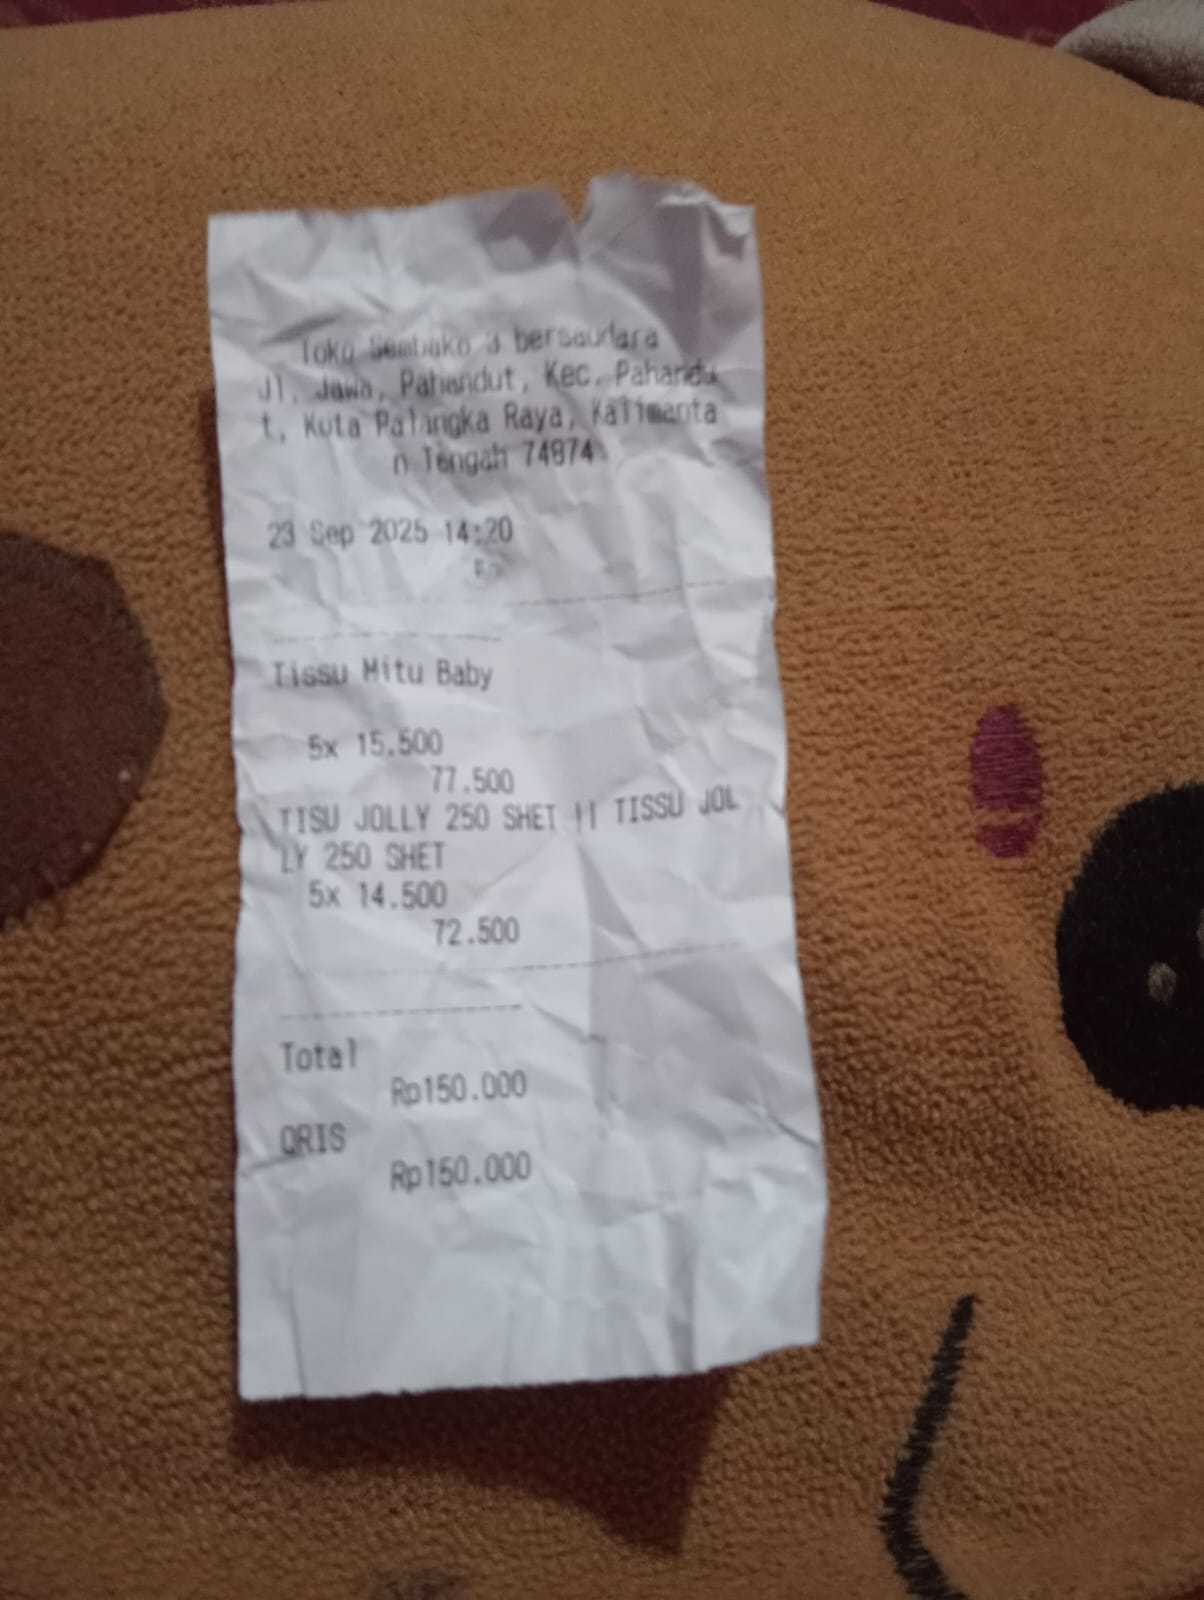 Toko Sembako 3 bersaudara
Jl. Jawa, Pahandut, Kec. Pahandu
t, Kota Palangka Raya, Kalimanta
n Tengah 74874
23 Sep 2025 14:20
Tissu Mitu Baby
5x 15.500
77.500
TISU JOLLY 250 SHET || TISSU JOL
LY 250 SHET
5x 14.500
72.500
Total
Rp150.000
QRIS
Rp150.000